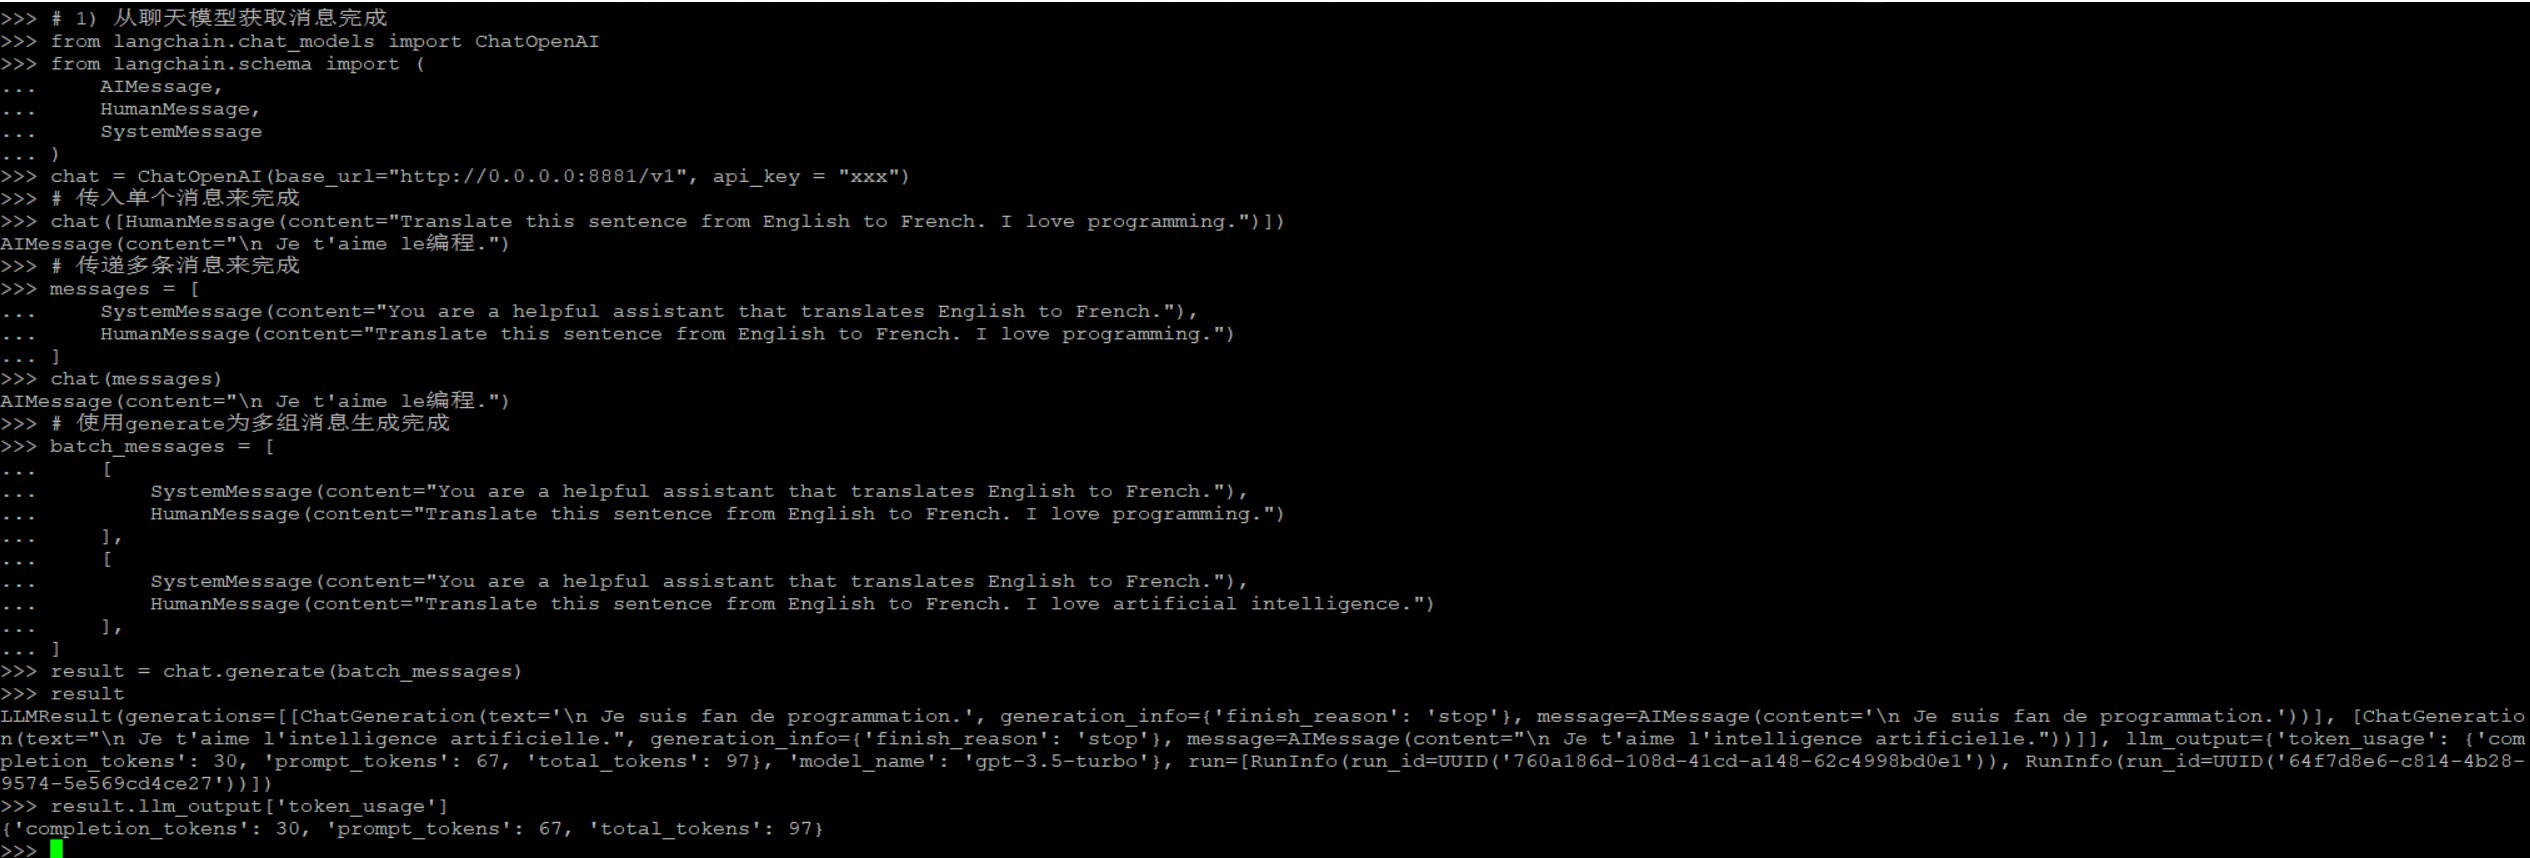 >>> # 1) 从聊天模型获取消息完成
>>> from langchain.chat_models import ChatOpenAI
>>> from langchain.schema import (
...     AIMessage,
...     HumanMessage,
...     SystemMessage
... )
>>> chat = ChatOpenAI(base_url="http://0.0.0.0:8881/v1", api_key = "xxx")
>>> # 传入单个消息来完成
>>> chat([HumanMessage(content="Translate this sentence from English to French. I love programming.")])
AIMessage(content="\n Je t'aime le编程.")
>>> # 传递多条消息来完成
>>> messages = [
...     SystemMessage(content="You are a helpful assistant that translates English to French."),
...     HumanMessage(content="Translate this sentence from English to French. I love programming.")
... ]
>>> chat(messages)
AIMessage(content="\n Je t'aime le编程.")
>>> # 使用generate为多组消息生成完成
>>> batch_messages = [
...     [
...         SystemMessage(content="You are a helpful assistant that translates English to French."),
...         HumanMessage(content="Translate this sentence from English to French. I love programming.")
...     ],
...     [
...         SystemMessage(content="You are a helpful assistant that translates English to French."),
...         HumanMessage(content="Translate this sentence from English to French. I love artificial intelligence.")
...     ],
... ]
>>> result = chat.generate(batch_messages)
>>> result
LLMResult(generations=[[ChatGeneration(text='\n Je suis fan de programmation.', generation_info={'finish_reason': 'stop'}, message=AIMessage(content='\n Je suis fan de programmation.'))], [ChatGeneratio
n(text="\n Je t'aime l'intelligence artificielle.", generation_info={'finish_reason': 'stop'}, message=AIMessage(content="\n Je t'aime l'intelligence artificielle."))]], llm_output={'token_usage': {'com
pletion_tokens': 30, 'prompt_tokens': 67, 'total_tokens': 97}, 'model_name': 'gpt-3.5-turbo'}, run=[RunInfo(run_id=UUID('760a186d-108d-41cd-a148-62c4998bd0e1')), RunInfo(run_id=UUID('64f7d8e6-c814-4b28-
9574-5e569cd4ce27'))])
>>> result.llm_output['token_usage']
{'completion_tokens': 30, 'prompt_tokens': 67, 'total_tokens': 97}
>>>